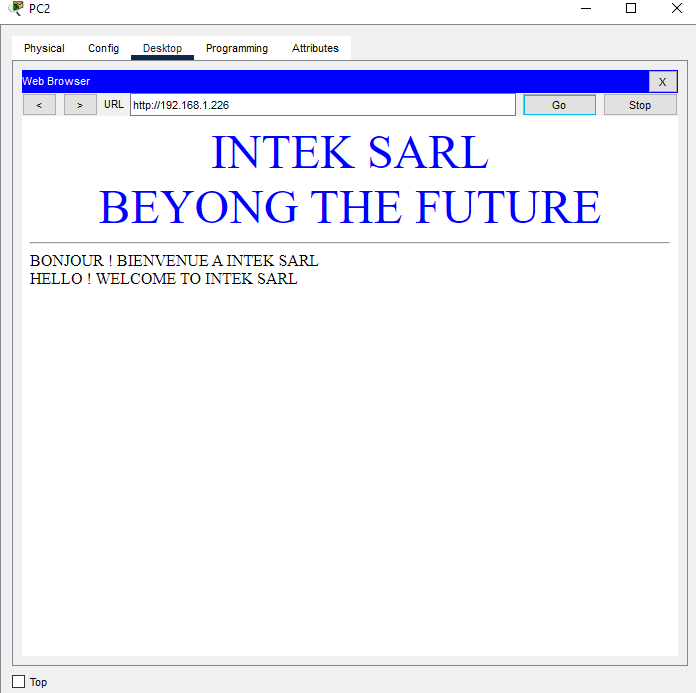 PC2
Physical Config Desktop Programming Attributes
Web Browser X
< > URL http://192.168.1.226 Go Stop
INTEK SARL
BEYONG THE FUTURE
BONJOUR ! BIENVENUE A INTEK SARL
HELLO ! WELCOME TO INTEK SARL
Top